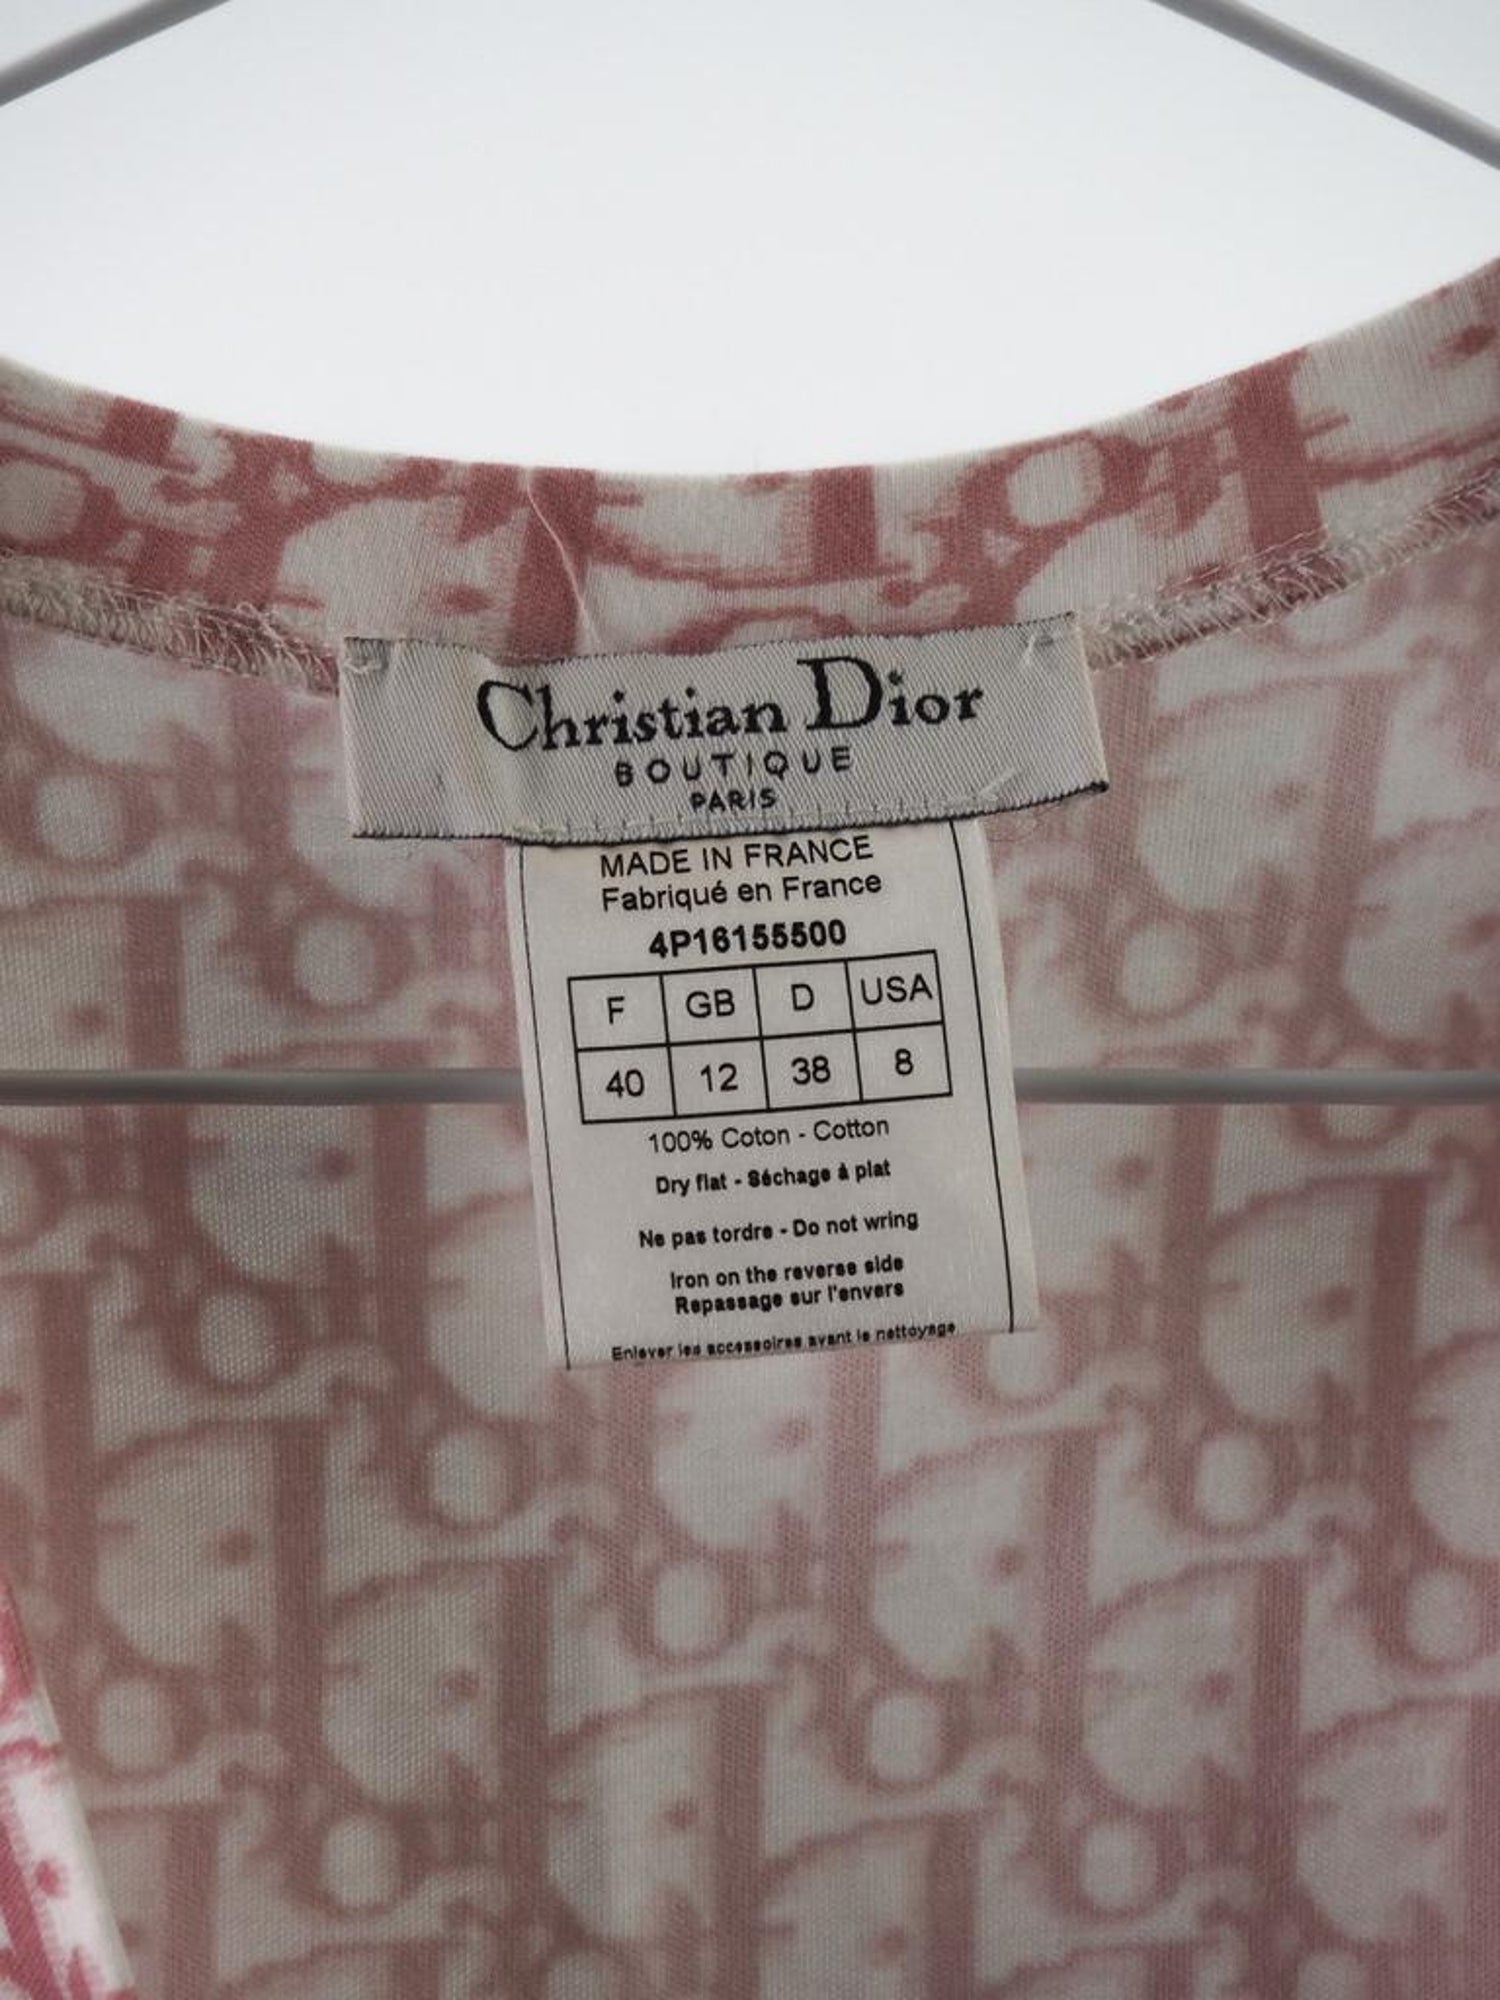 Christian Dior
BOUTIQUE
PARIS
MADE IN FRANCE
Fabriqué en France
4P16155500
F GB D USA
40 12 38 8
100% Coton - Cotton
Dry flat - Séchage à plat
Ne pas tordre - Do not wring
Iron on the reverse side
Repassage sur l'envers
Enlever les accessoires avant le nettoyage